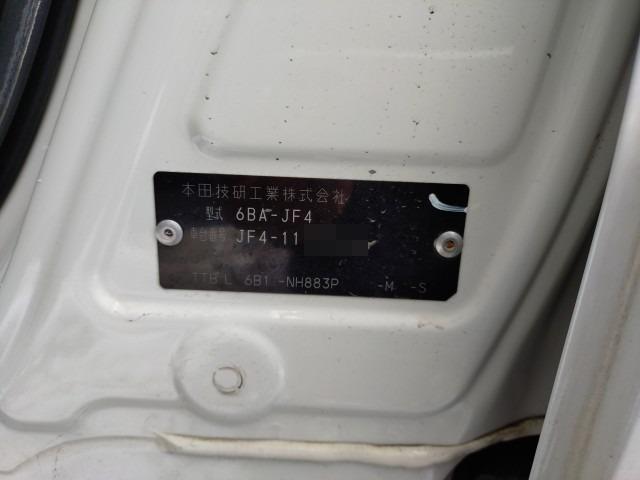 本田技研工業株式会社
型式 6BA-JF4
車台番号 JF4-11
TTB L 6B1 -NH883P -M -S